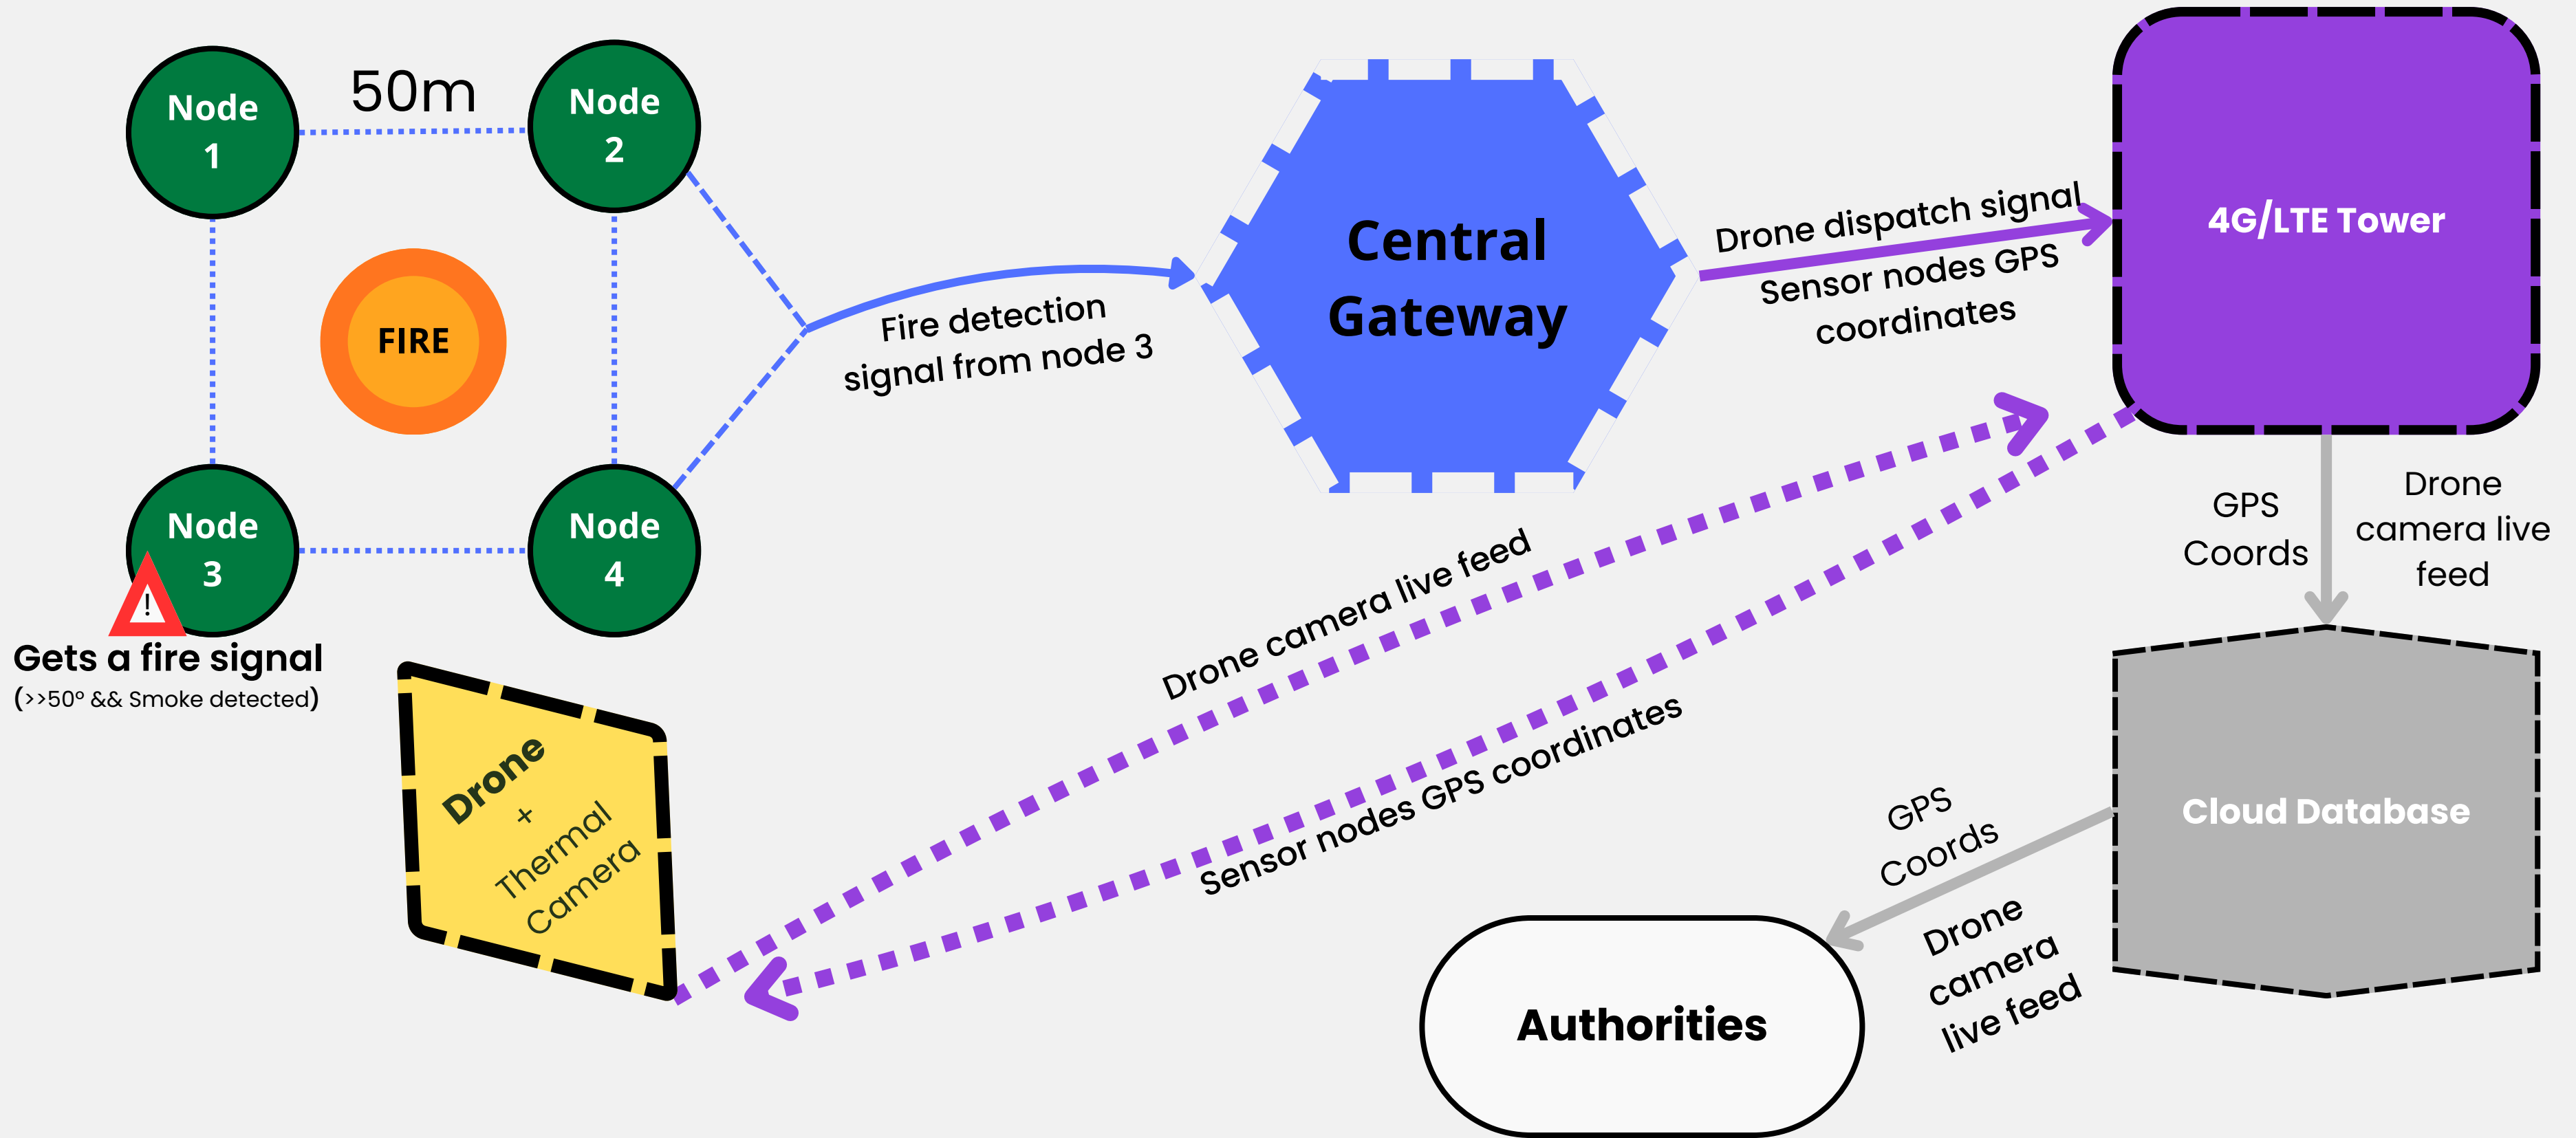 Node
1
50m
Node
2
FIRE
Node
3
!
Node
4
Gets a fire signal
(>>50° && Smoke detected)
Fire detection
signal from node 3
Central
Gateway
Drone dispatch signal
Sensor nodes GPS
coordinates
4G/LTE Tower
GPS
Coords
Drone
camera live
feed
Drone camera live feed
Sensor nodes GPS coordinates
Drone
+
Thermal
Camera
Cloud Database
GPS
Coords
Drone
camera
live feed
Authorities